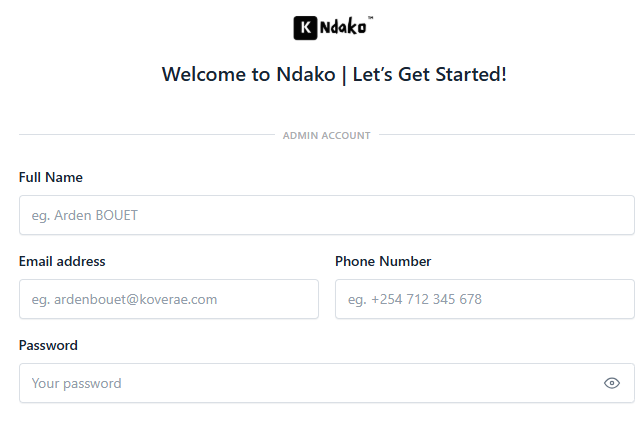 K Ndako™
Welcome to Ndako | Let’s Get Started!
ADMIN ACCOUNT
Full Name
eg. Arden BOUET
Email address
Phone Number
eg. ardenbouet@koverae.com
eg. +254 712 345 678
Password
Your password